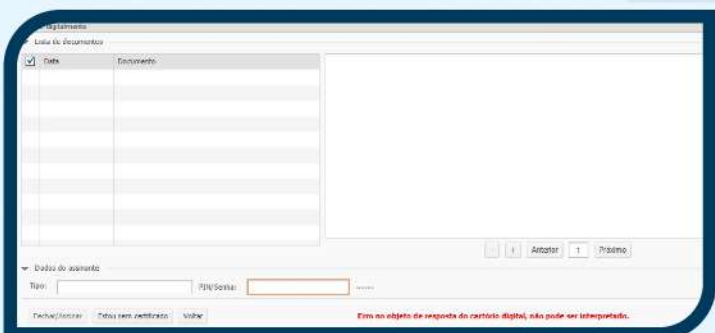 digitalmente
Lista de documentos
Data Documento
- + Anterior 1 Próximo
Dados do assinante
Tipo: PIN/Senha:
Fechar/Assinar Estou sem certificado Voltar Erro no objeto de resposta do cartório digital, não pode ser interpretado.